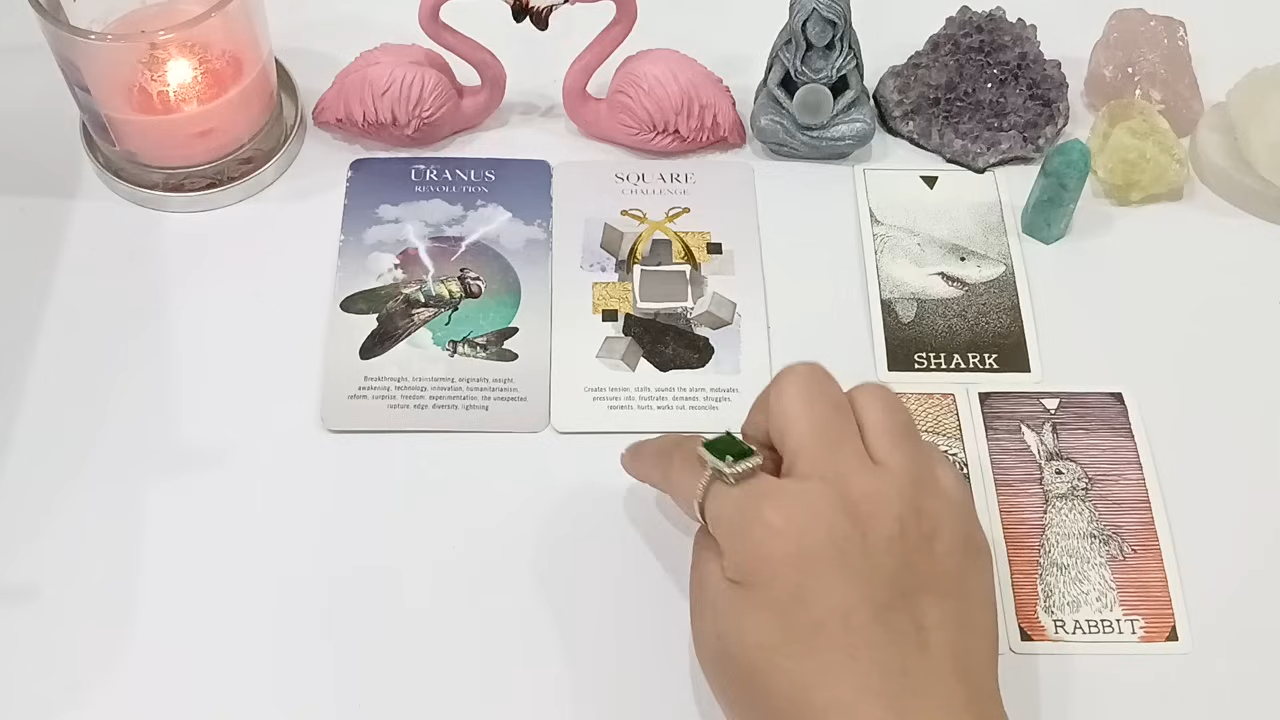 URANUS
REVOLUTION
Breakthroughs, brainstorming, originality, insight,
awakening, technology, innovation, humanitarianism,
reform, surprise, freedom, experimentation, the unexpected,
rupture, edge, diversity, lightning
SQUARE
CHALLENGE
Creates tension, stalls, sounds the alarm, motivates,
pressures into, frustrates, demands, struggles,
reorients, hurts, works out, reconciles
SHARK
RABBIT